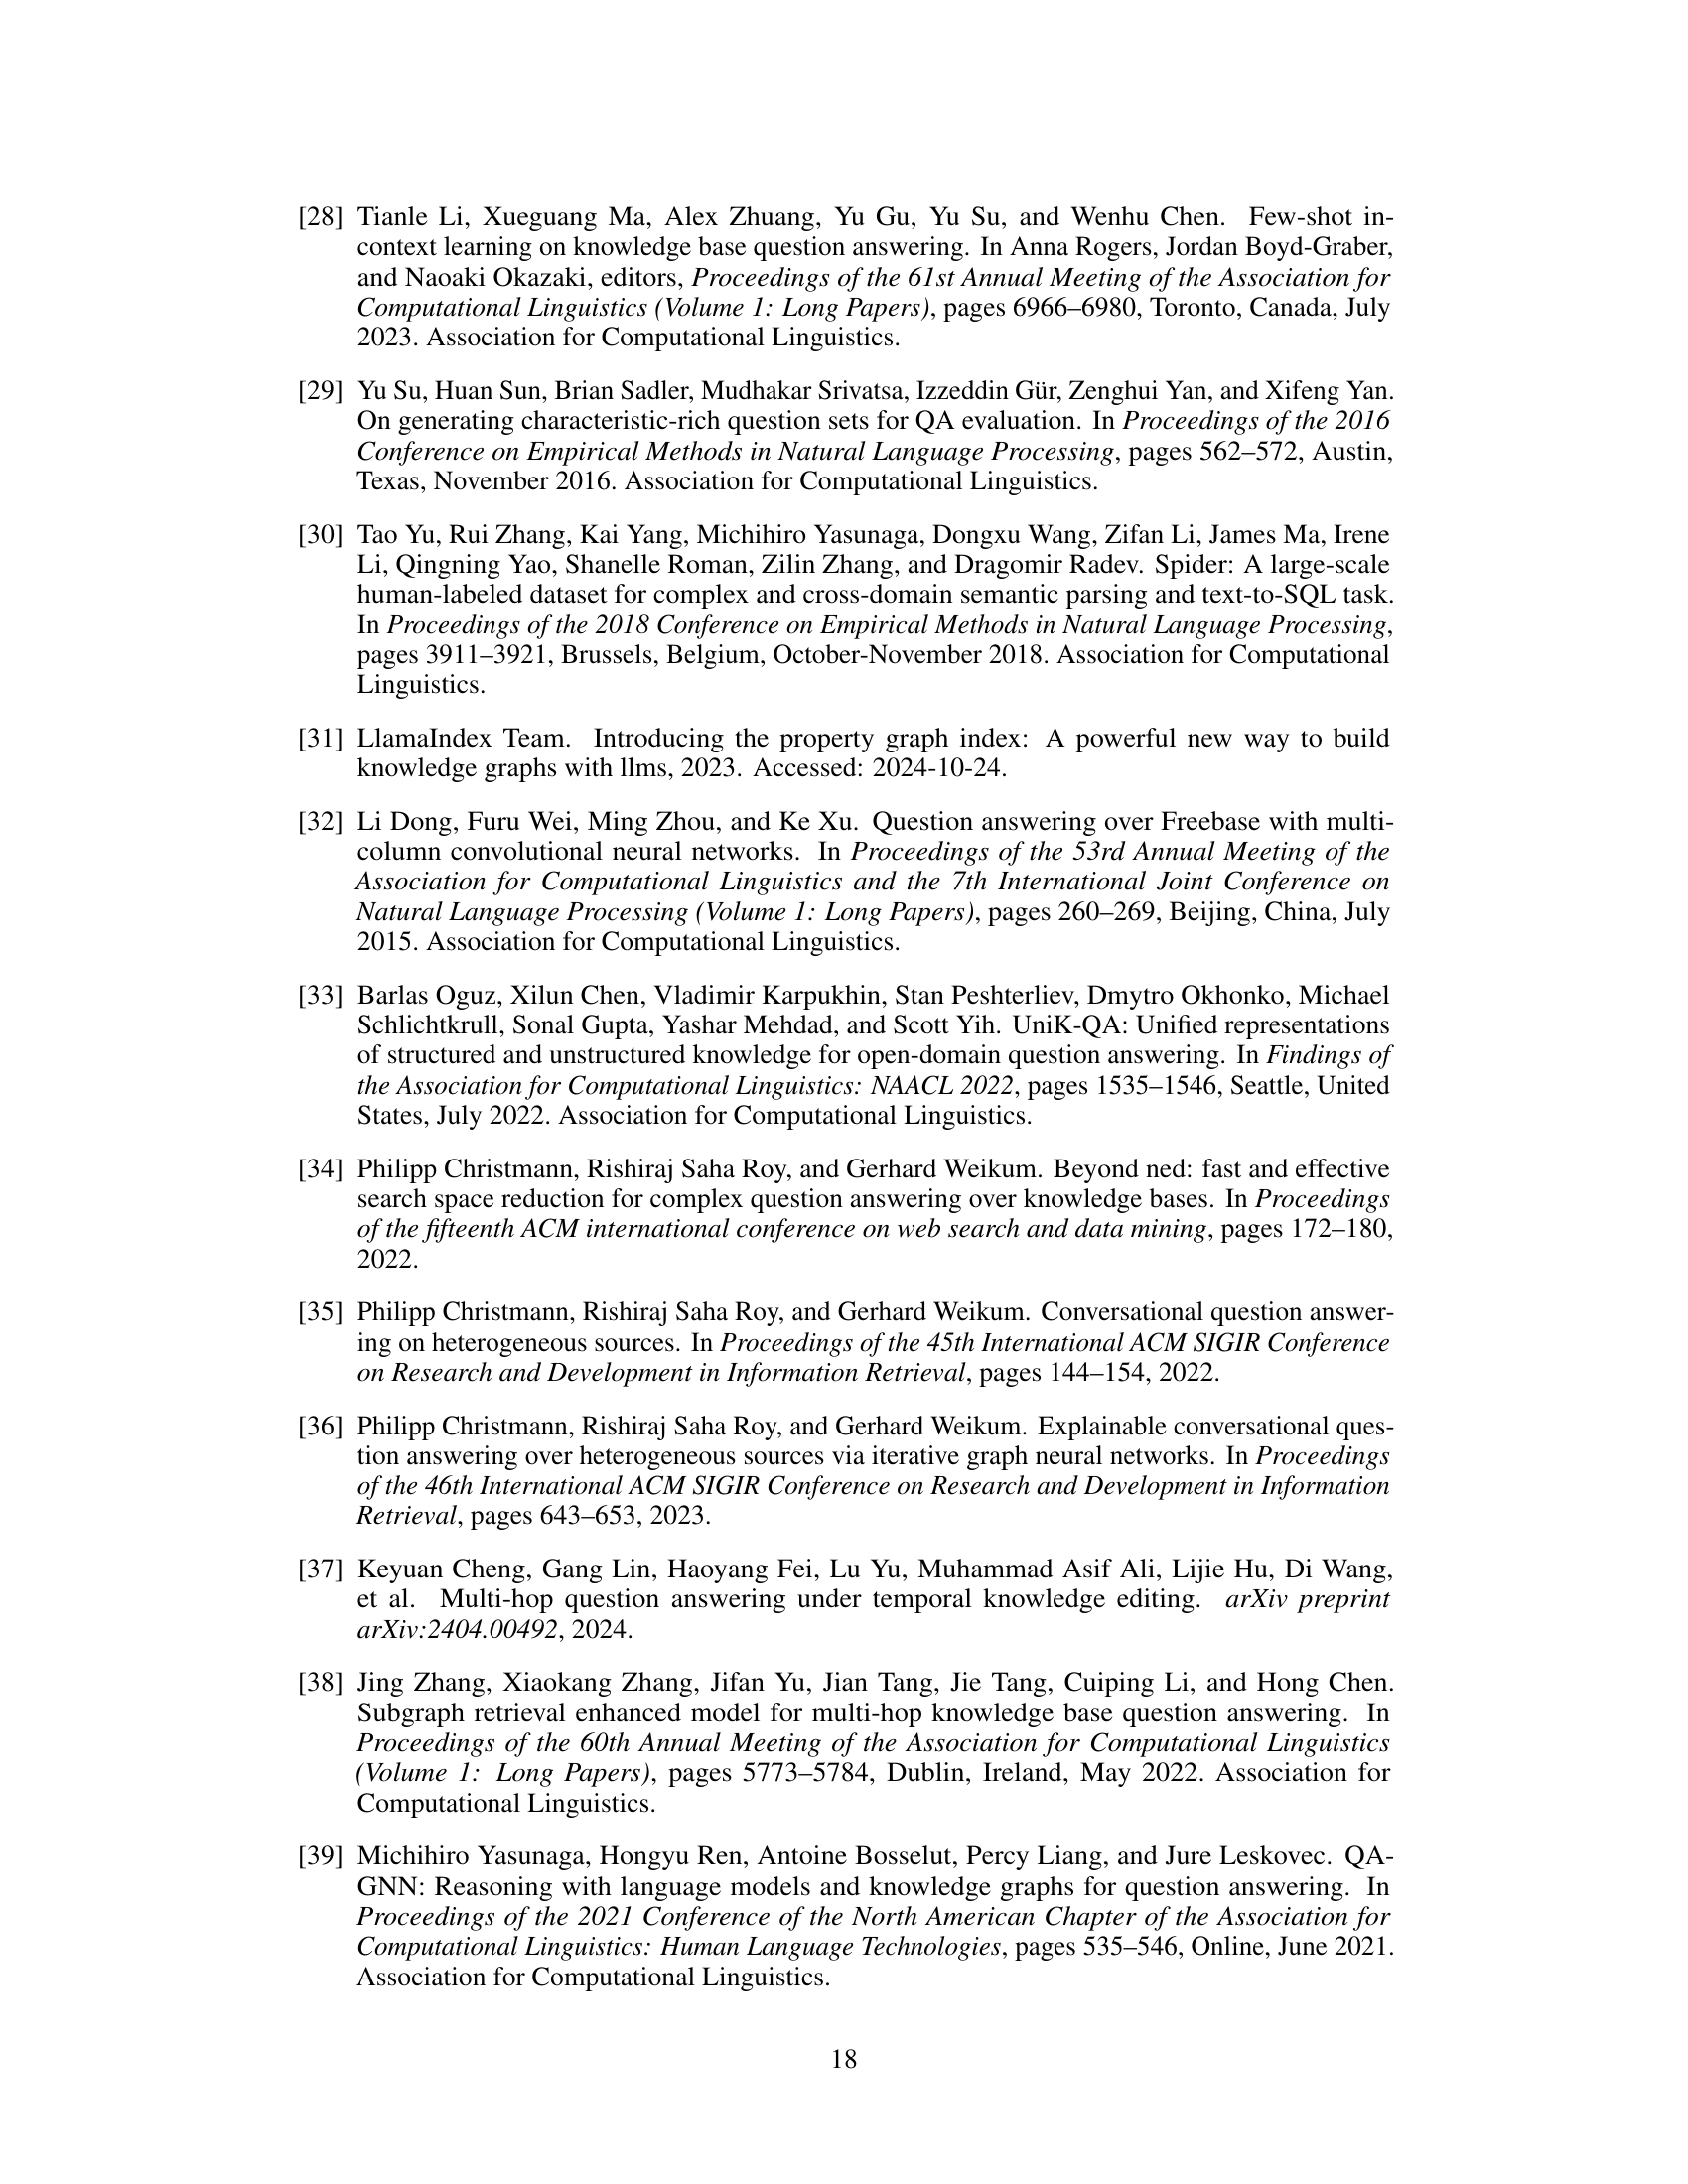 [28] Tianle Li, Xueguang Ma, Alex Zhuang, Yu Gu, Yu Su, and Wenhu Chen. Few-shot in-
context learning on knowledge base question answering. In Anna Rogers, Jordan Boyd-Graber,
and Naoaki Okazaki, editors, Proceedings of the 61st Annual Meeting of the Association for
Computational Linguistics (Volume 1: Long Papers), pages 6966–6980, Toronto, Canada, July
2023. Association for Computational Linguistics.
[29] Yu Su, Huan Sun, Brian Sadler, Mudhakar Srivatsa, Izzeddin Gür, Zenghui Yan, and Xifeng Yan.
On generating characteristic-rich question sets for QA evaluation. In Proceedings of the 2016
Conference on Empirical Methods in Natural Language Processing, pages 562–572, Austin,
Texas, November 2016. Association for Computational Linguistics.
[30] Tao Yu, Rui Zhang, Kai Yang, Michihiro Yasunaga, Dongxu Wang, Zifan Li, James Ma, Irene
Li, Qingning Yao, Shanelle Roman, Zilin Zhang, and Dragomir Radev. Spider: A large-scale
human-labeled dataset for complex and cross-domain semantic parsing and text-to-SQL task.
In Proceedings of the 2018 Conference on Empirical Methods in Natural Language Processing,
pages 3911–3921, Brussels, Belgium, October-November 2018. Association for Computational
Linguistics.
[31] LlamaIndex Team. Introducing the property graph index: A powerful new way to build
knowledge graphs with llms, 2023. Accessed: 2024-10-24.
[32] Li Dong, Furu Wei, Ming Zhou, and Ke Xu. Question answering over Freebase with multi-
column convolutional neural networks. In Proceedings of the 53rd Annual Meeting of the
Association for Computational Linguistics and the 7th International Joint Conference on
Natural Language Processing (Volume 1: Long Papers), pages 260–269, Beijing, China, July
2015. Association for Computational Linguistics.
[33] Barlas Oguz, Xilun Chen, Vladimir Karpukhin, Stan Peshterliev, Dmytro Okhonko, Michael
Schlichtkrull, Sonal Gupta, Yashar Mehdad, and Scott Yih. UniK-QA: Unified representations
of structured and unstructured knowledge for open-domain question answering. In Findings of
the Association for Computational Linguistics: NAACL 2022, pages 1535–1546, Seattle, United
States, July 2022. Association for Computational Linguistics.
[34] Philipp Christmann, Rishiraj Saha Roy, and Gerhard Weikum. Beyond ned: fast and effective
search space reduction for complex question answering over knowledge bases. In Proceedings
of the fifteenth ACM international conference on web search and data mining, pages 172–180,
2022.
[35] Philipp Christmann, Rishiraj Saha Roy, and Gerhard Weikum. Conversational question answer-
ing on heterogeneous sources. In Proceedings of the 45th International ACM SIGIR Conference
on Research and Development in Information Retrieval, pages 144–154, 2022.
[36] Philipp Christmann, Rishiraj Saha Roy, and Gerhard Weikum. Explainable conversational ques-
tion answering over heterogeneous sources via iterative graph neural networks. In Proceedings
of the 46th International ACM SIGIR Conference on Research and Development in Information
Retrieval, pages 643–653, 2023.
[37] Keyuan Cheng, Gang Lin, Haoyang Fei, Lu Yu, Muhammad Asif Ali, Lijie Hu, Di Wang,
et al. Multi-hop question answering under temporal knowledge editing. arXiv preprint
arXiv:2404.00492, 2024.
[38] Jing Zhang, Xiaokang Zhang, Jifan Yu, Jian Tang, Jie Tang, Cuiping Li, and Hong Chen.
Subgraph retrieval enhanced model for multi-hop knowledge base question answering. In
Proceedings of the 60th Annual Meeting of the Association for Computational Linguistics
(Volume 1: Long Papers), pages 5773–5784, Dublin, Ireland, May 2022. Association for
Computational Linguistics.
[39] Michihiro Yasunaga, Hongyu Ren, Antoine Bosselut, Percy Liang, and Jure Leskovec. QA-
GNN: Reasoning with language models and knowledge graphs for question answering. In
Proceedings of the 2021 Conference of the North American Chapter of the Association for
Computational Linguistics: Human Language Technologies, pages 535–546, Online, June 2021.
Association for Computational Linguistics.
18